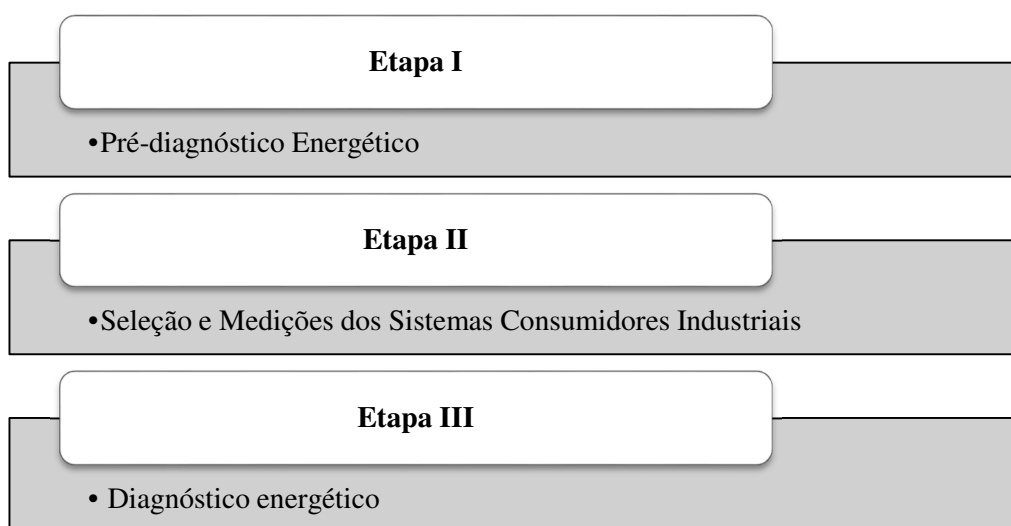 Etapa I
•Pré-diagnóstico Energético
Etapa II
•Seleção e Medições dos Sistemas Consumidores Industriais
Etapa III
• Diagnóstico energético